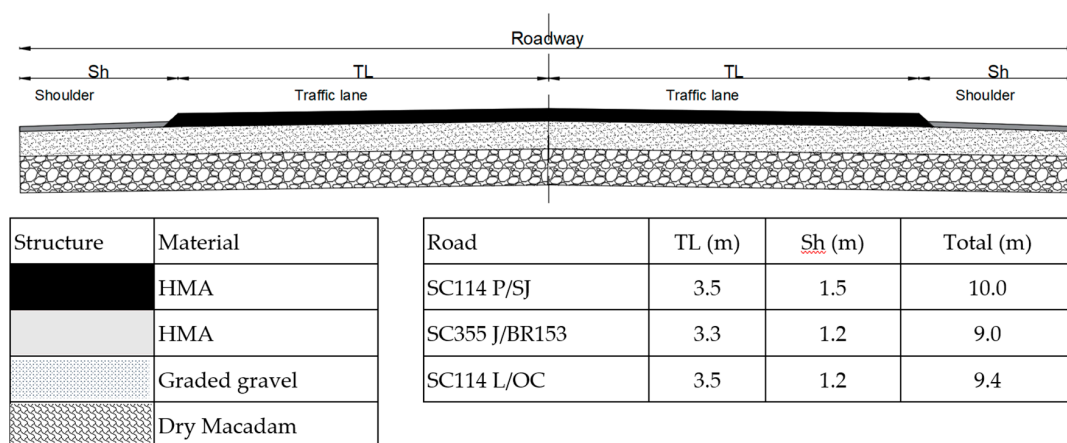 Roadway
Sh TL TL Sh
Shoulder Traffic lane Traffic lane Shoulder
Structure Material
HMA
HMA
Graded gravel
Dry Macadam
Road TL (m) Sh (m) Total (m)
SC114 P/SJ 3.5 1.5 10.0
SC355 J/BR153 3.3 1.2 9.0
SC114 L/OC 3.5 1.2 9.4